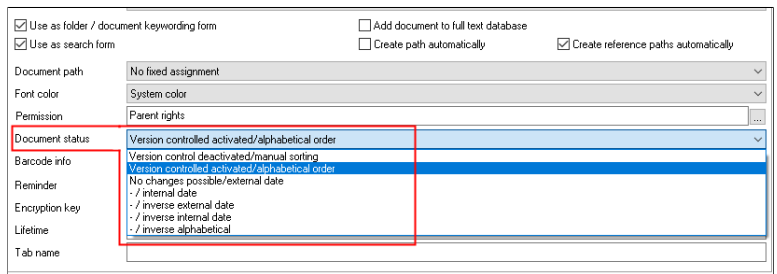 Use as folder / document keywording form
Add document to full text database
Use as search form
Create path automatically
Create reference paths automatically
Document path
No fixed assignment
Font color
System color
Permission
Parent rights
...
Document status
Version controlled activated/alphabetical order
Version control deactivated/manual sorting
Barcode info
Version controlled activated/alphabetical order
No changes possible/external date
Reminder
- / internal date
- / inverse external date
Encryption key
- / inverse internal date
Lifetime
- / inverse alphabetical
Tab name